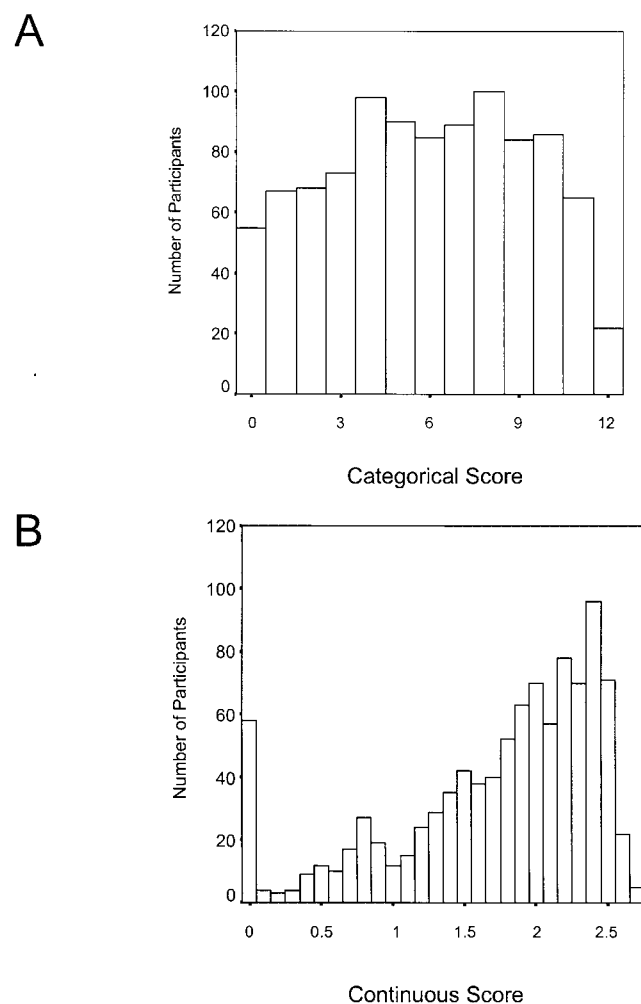 A
120
100
80
60
40
20
0
Number of Participants
0 3 6 9 12
Categorical Score
B
120
100
80
60
40
20
0
Number of Participants
0 0.5 1 1.5 2 2.5
Continuous Score